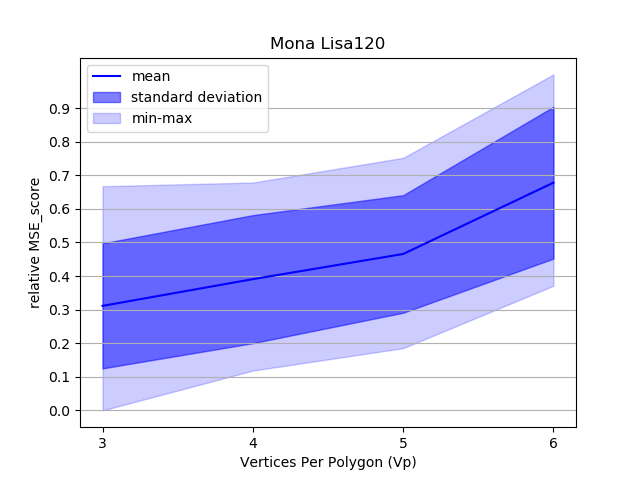 Mona Lisa120
mean
standard deviation
min-max
relative MSE_score
0.9
0.8
0.7
0.6
0.5
0.4
0.3
0.2
0.1
0.0
3 4 5 6
Vertices Per Polygon (Vp)